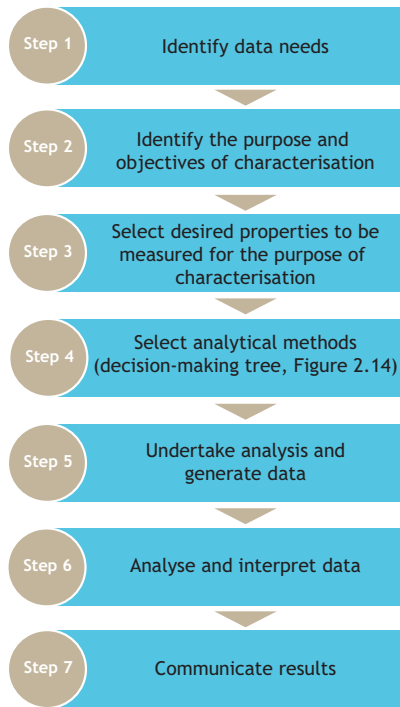 Step 1
Identify data needs
Step 2
Identify the purpose and
objectives of characterisation
Step 3
Select desired properties to be
measured for the purpose of
characterisation
Step 4
Select analytical methods
(decision-making tree, Figure 2.14)
Step 5
Undertake analysis and
generate data
Step 6
Analyse and interpret data
Step 7
Communicate results